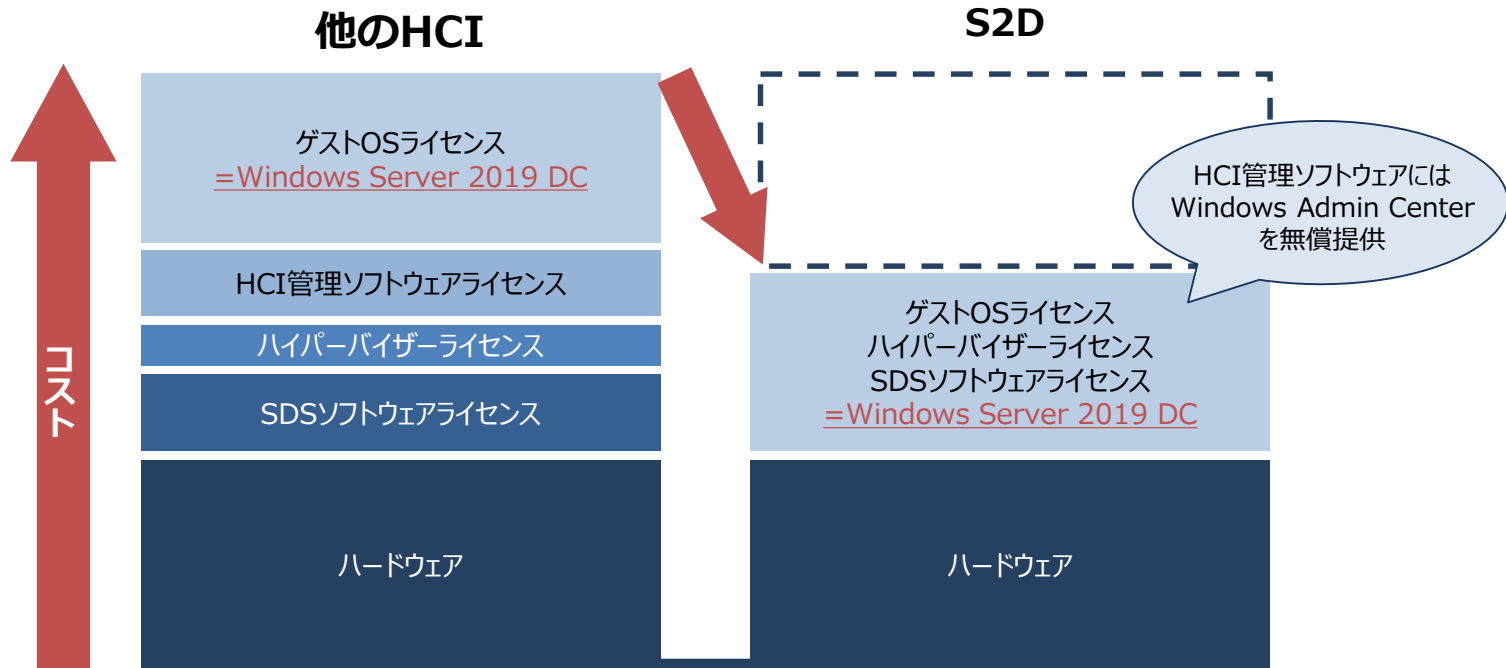 他のHCI
S2D
コスト
ゲストOSライセンス
=Windows Server 2019 DC
HCI管理ソフトウェアライセンス
ハイパーバイザーライセンス
SDSソフトウェアライセンス
ハードウェア
HCI管理ソフトウェアには
Windows Admin Center
を無償提供
ゲストOSライセンス
ハイパーバイザーライセンス
SDSソフトウェアライセンス
=Windows Server 2019 DC
ハードウェア